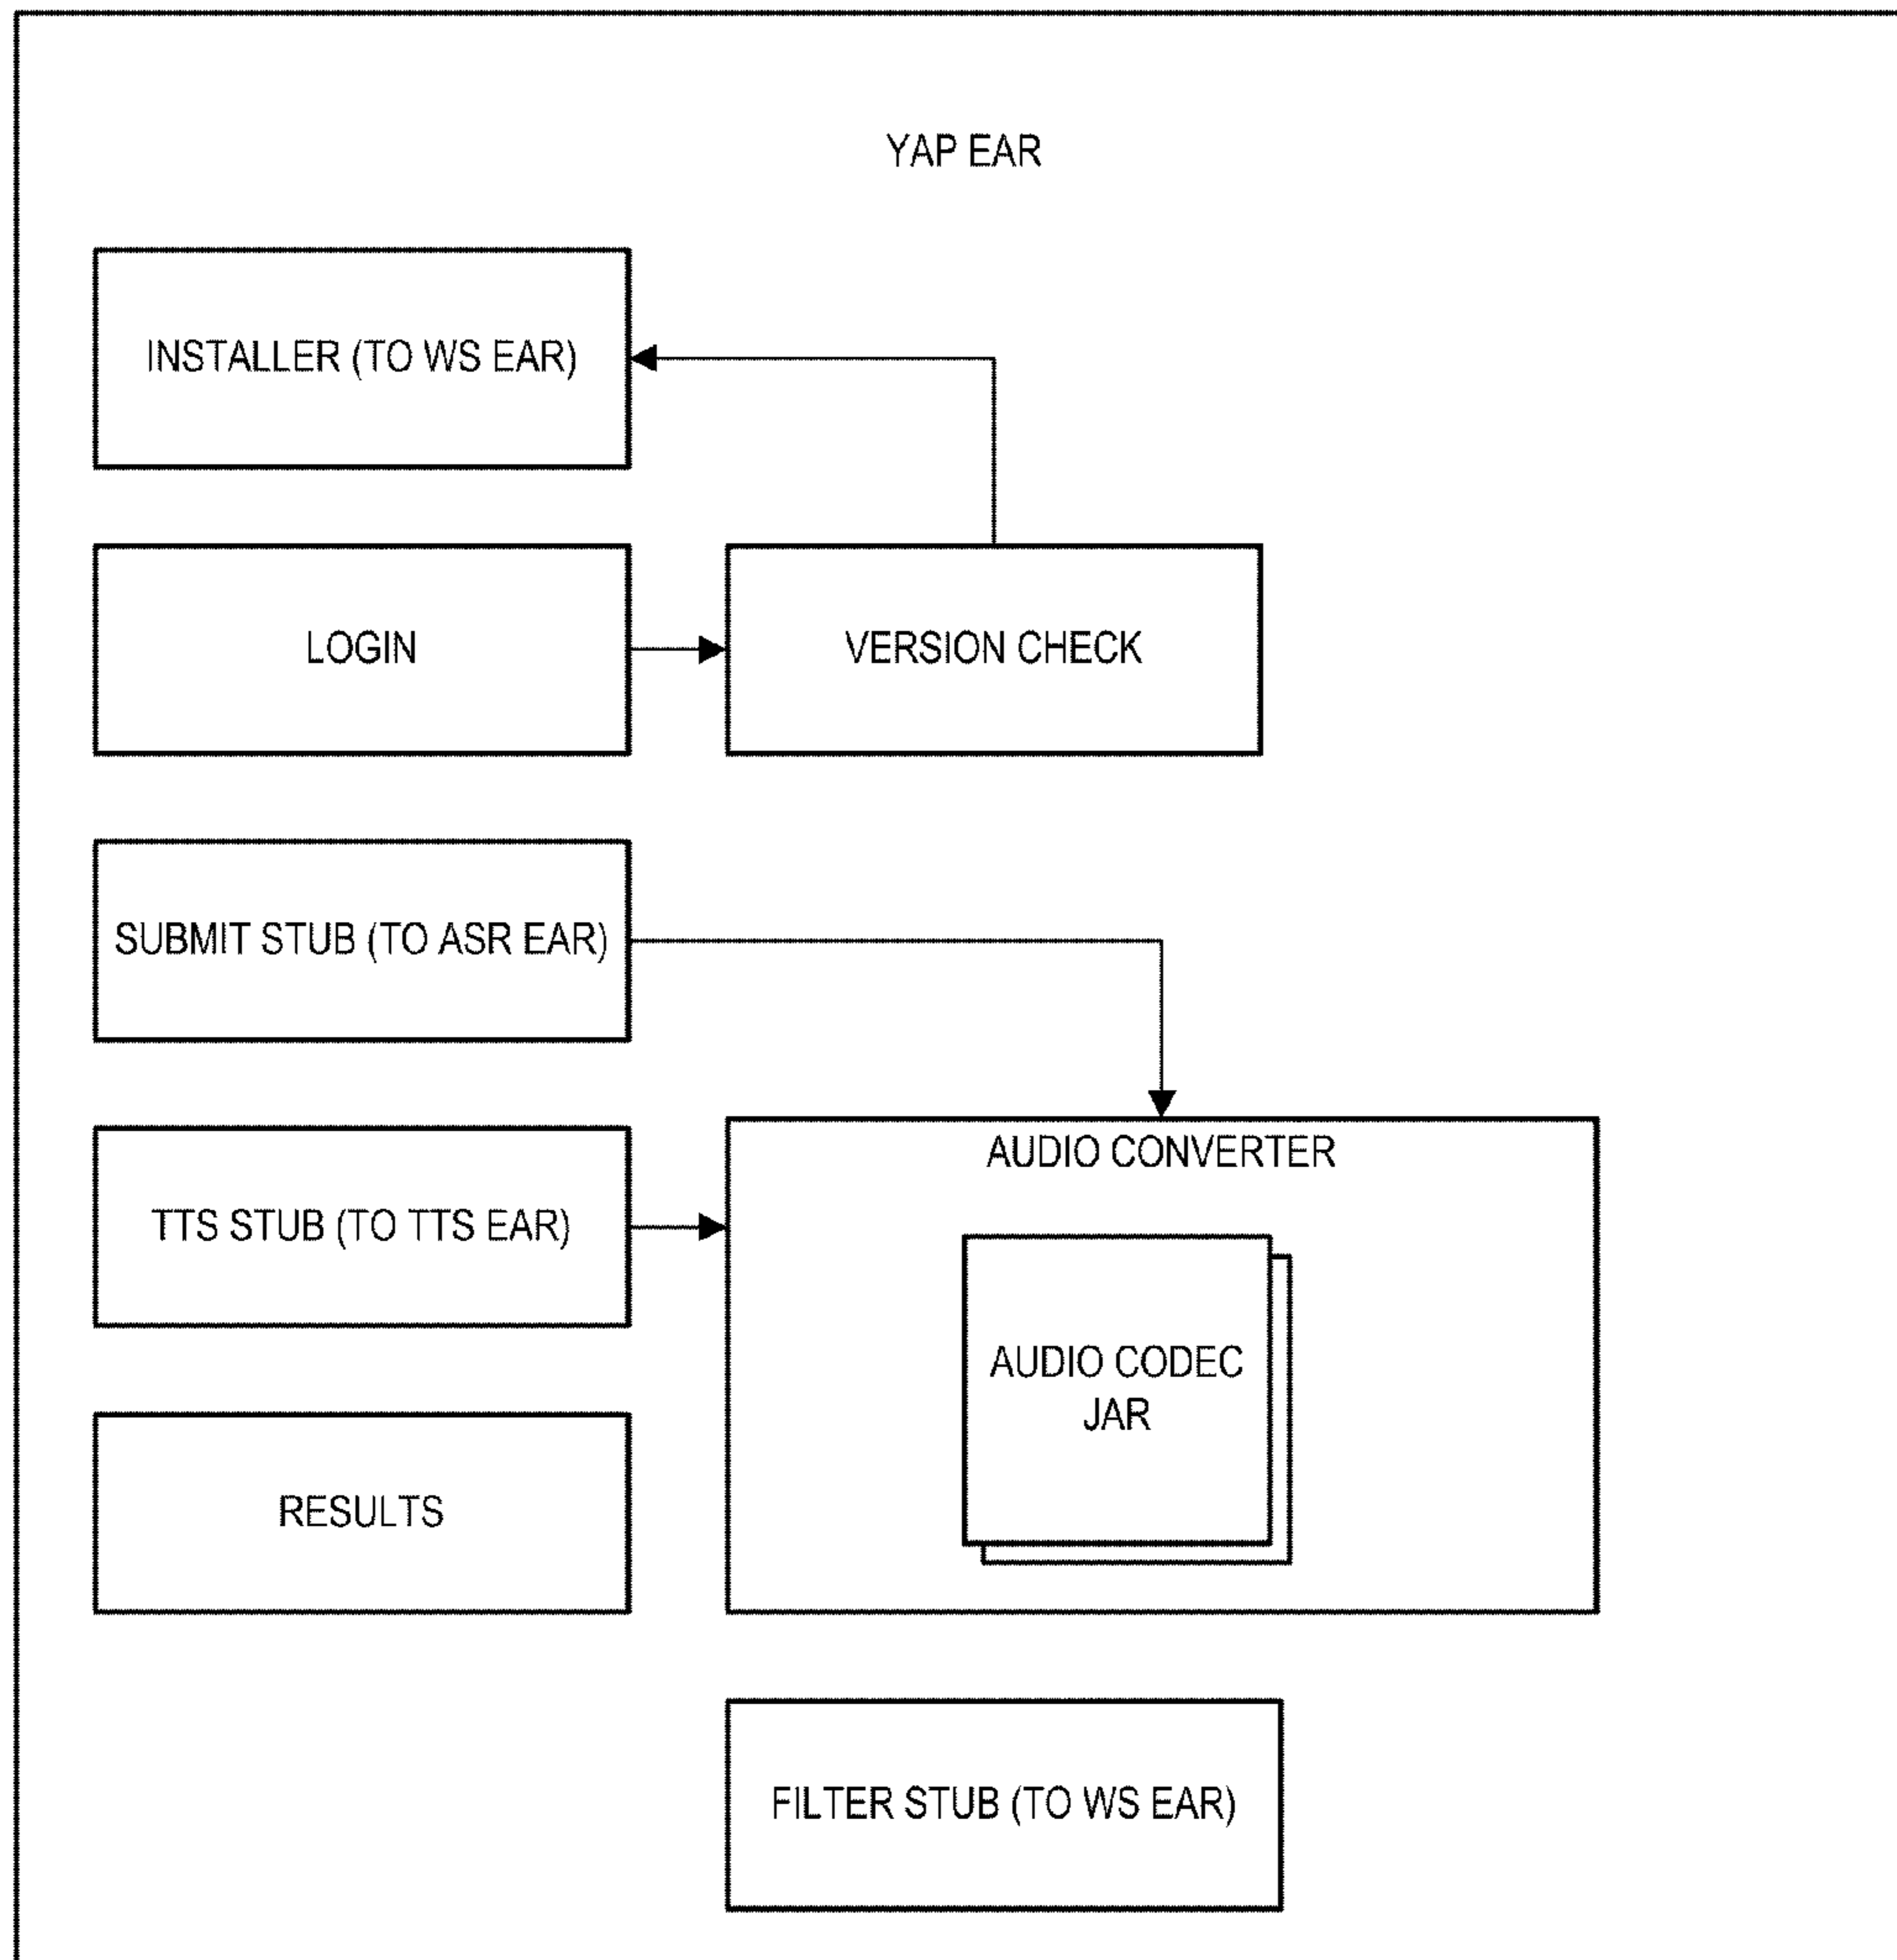 YAP EAR
INSTALLER (TO WS EAR)
LOGIN
VERSION CHECK
SUBMIT STUB (TO ASR EAR)
AUDIO CONVERTER
TTS STUB (TO TTS EAR)
AUDIO CODEC
JAR
RESULTS
FILTER STUB (TO WS EAR)